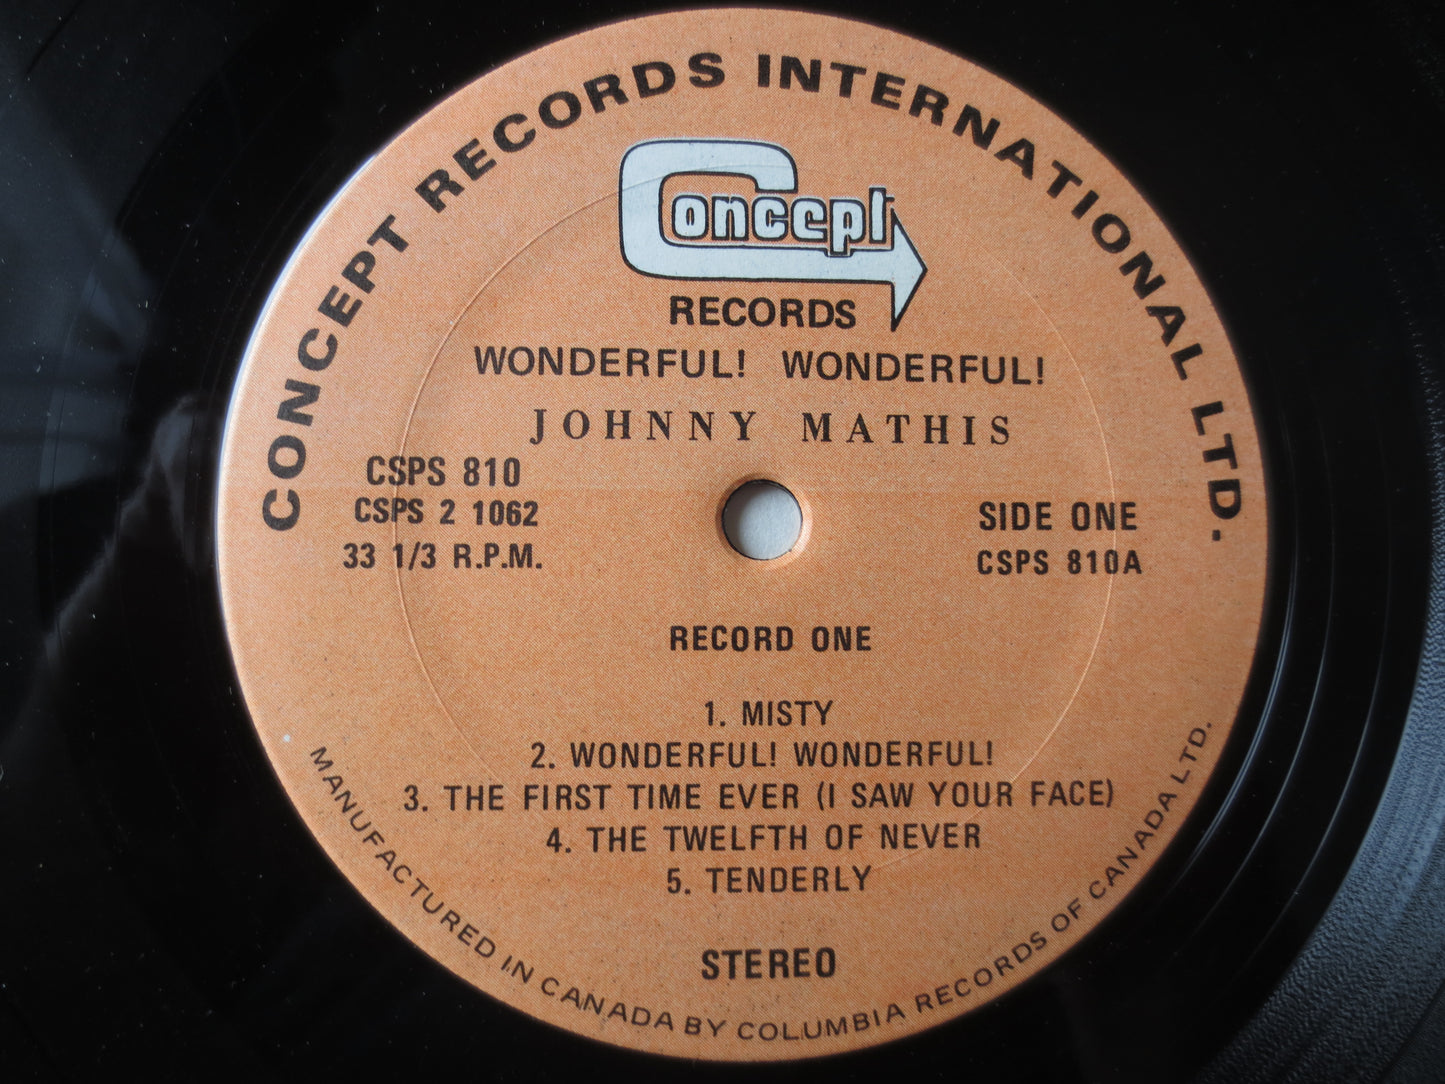 CONCEPT RECORDS INTERNATIONAL LTD.
Concept
RECORDS
WONDERFUL! WONDERFUL!
JOHNNY MATHIS
CSPS 810
CSPS 2 1062
33 1/3 R.P.M.
SIDE ONE
CSPS 810A
RECORD ONE
1. MISTY
2. WONDERFUL! WONDERFUL!
3. THE FIRST TIME EVER (I SAW YOUR FACE)
4. THE TWELFTH OF NEVER
5. TENDERLY
STEREO
MANUFACTURED IN CANADA BY COLUMBIA RECORDS OF CANADA LTD.